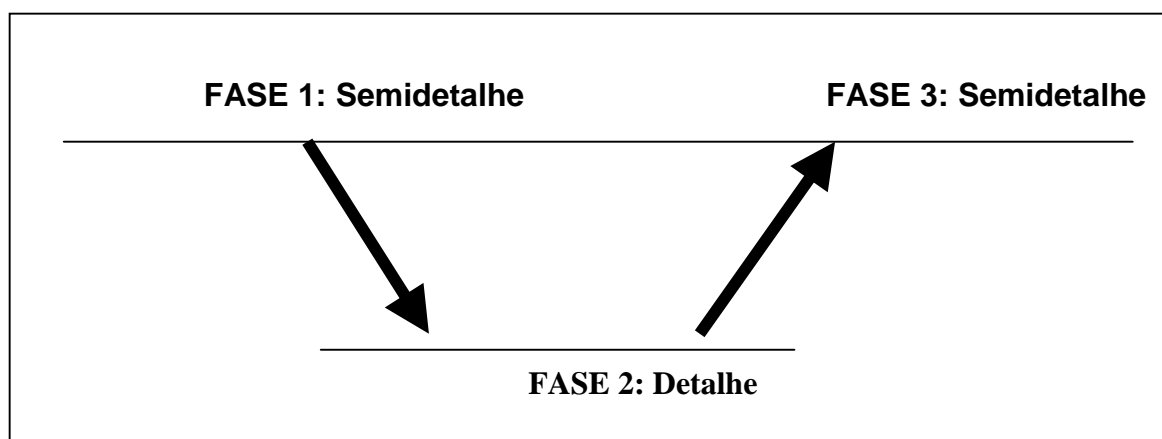 FASE 1: Semidetalhe
FASE 3: Semidetalhe
FASE 2: Detalhe